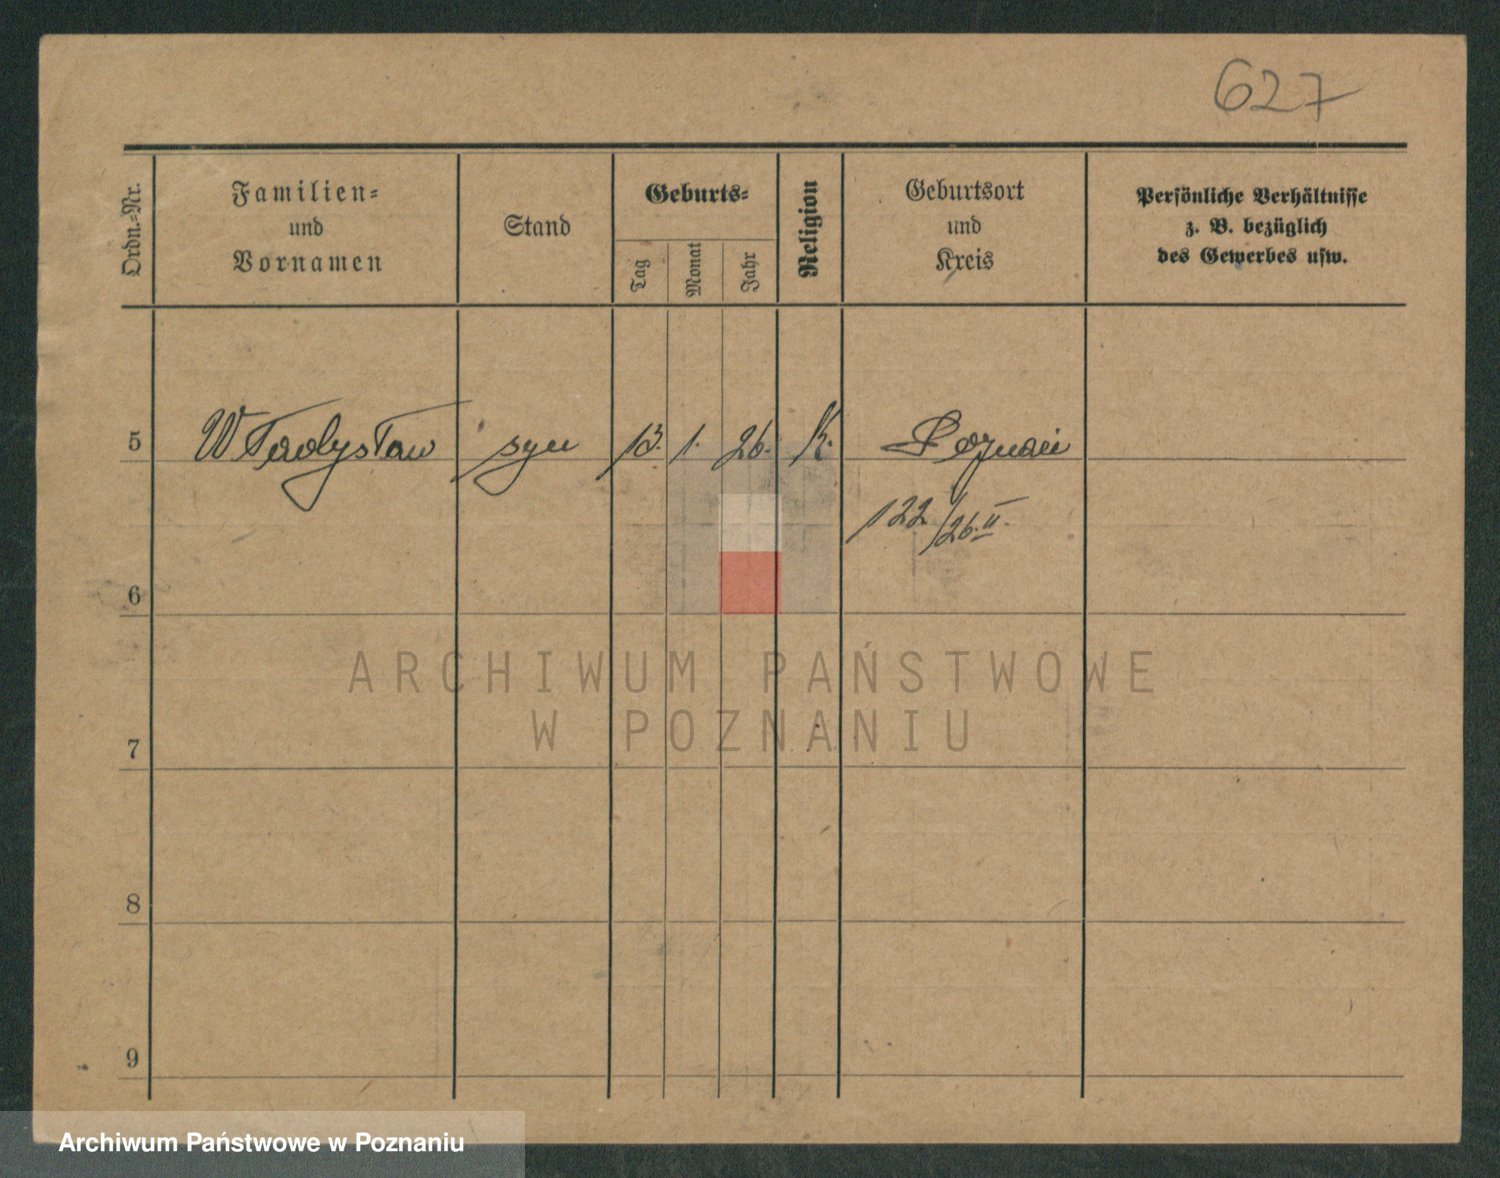 627
Ordn.-Nr.
Familien-
und
Vornamen
Stand
Geburts-
Tag
Monat
Jahr
Religion
Geburtsort
und
Kreis
Persönliche Verhältnisse
z. B. bezüglich
des Gewerbes usw.
5 Władysław syn 13. 1. 26. K. Poznań
122/26.II.
6
7
8
9
ARCHIWUM PAŃSTWOWE
W POZNANIU
Archiwum Państwowe w Poznaniu